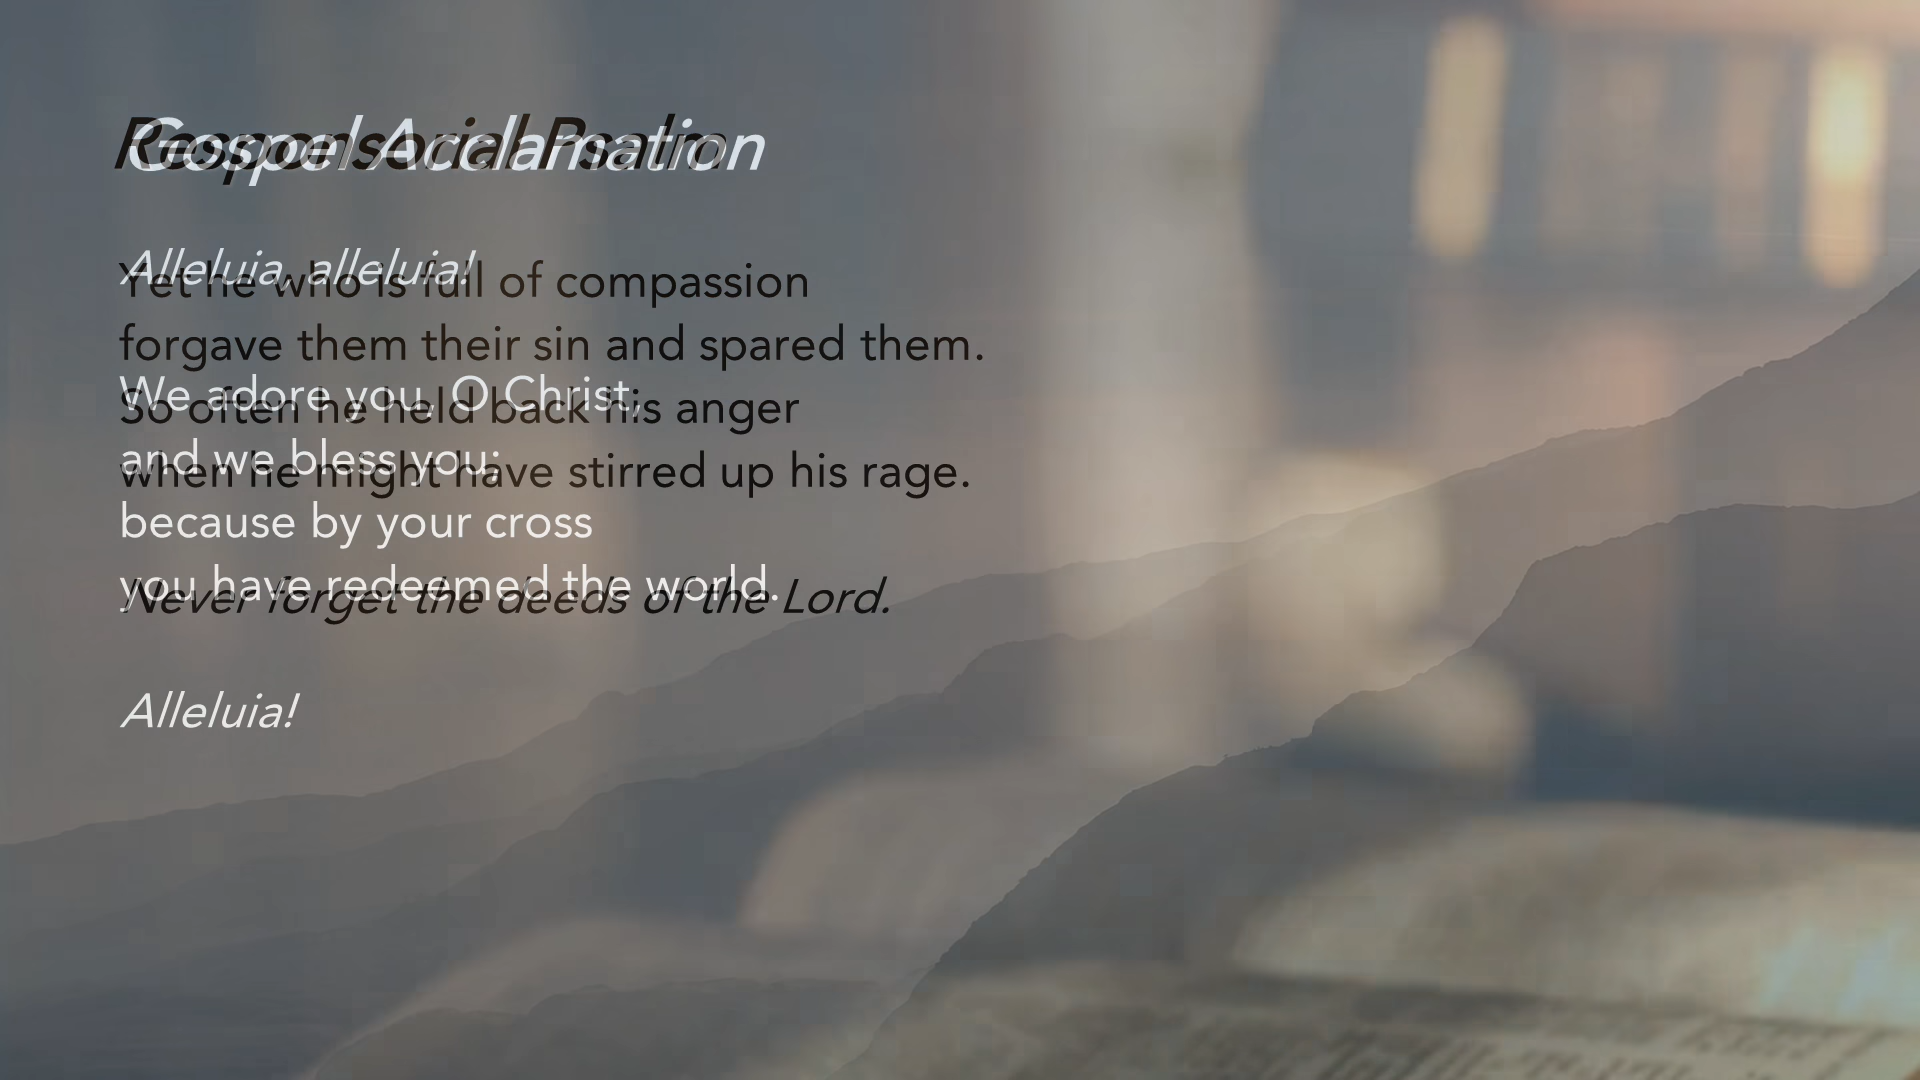 Responsorial Psalm
Yet he who is full of compassion
forgave them their sin and spared them.
So often he held back his anger
when he might have stirred up his rage.
Never forget the deeds of the Lord.
Gospel Acclamation
Alleluia, alleluia!
We adore you, O Christ,
and we bless you;
because by your cross
you have redeemed the world.
Alleluia!